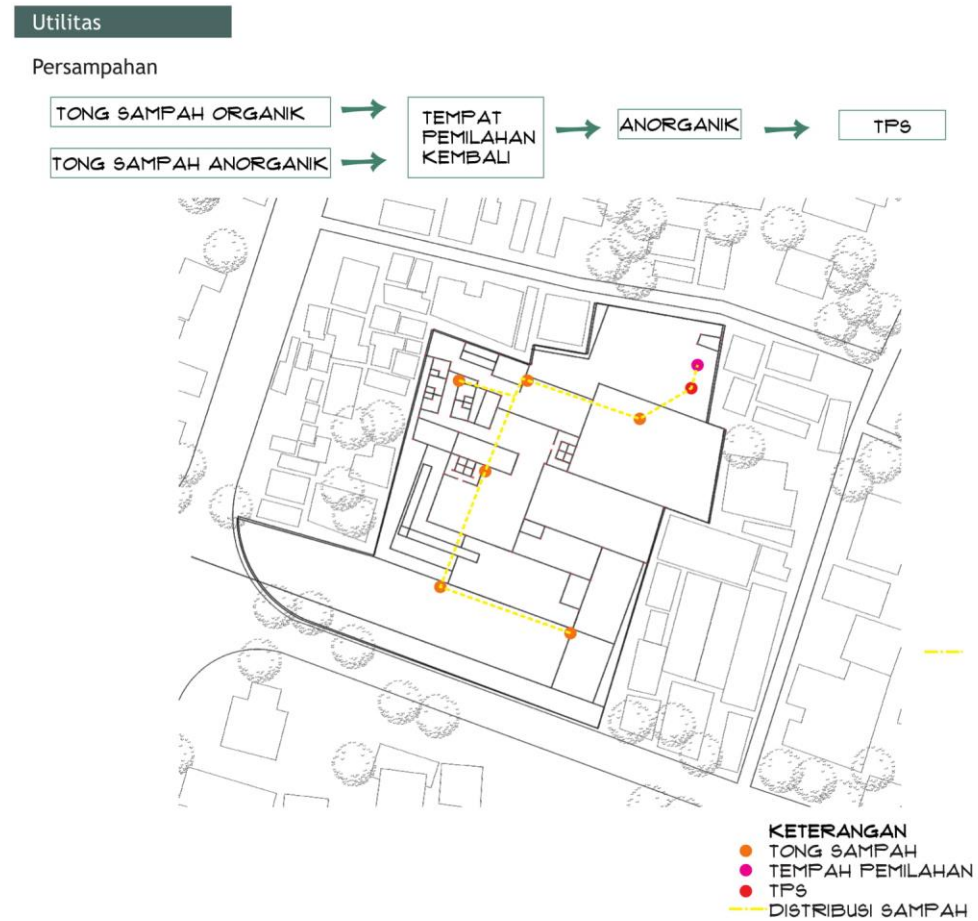 Utilitas
Persampahan
TONG SAMPAH ORGANIK
TONG SAMPAH ANORGANIK
TEMPAT
PEMILAHAN
KEMBALI
ANORGANIK
TPS
KETERANGAN
TONG SAMPAH
TEMPAH PEMILAHAN
TPS
DISTRIBUSI SAMPAH